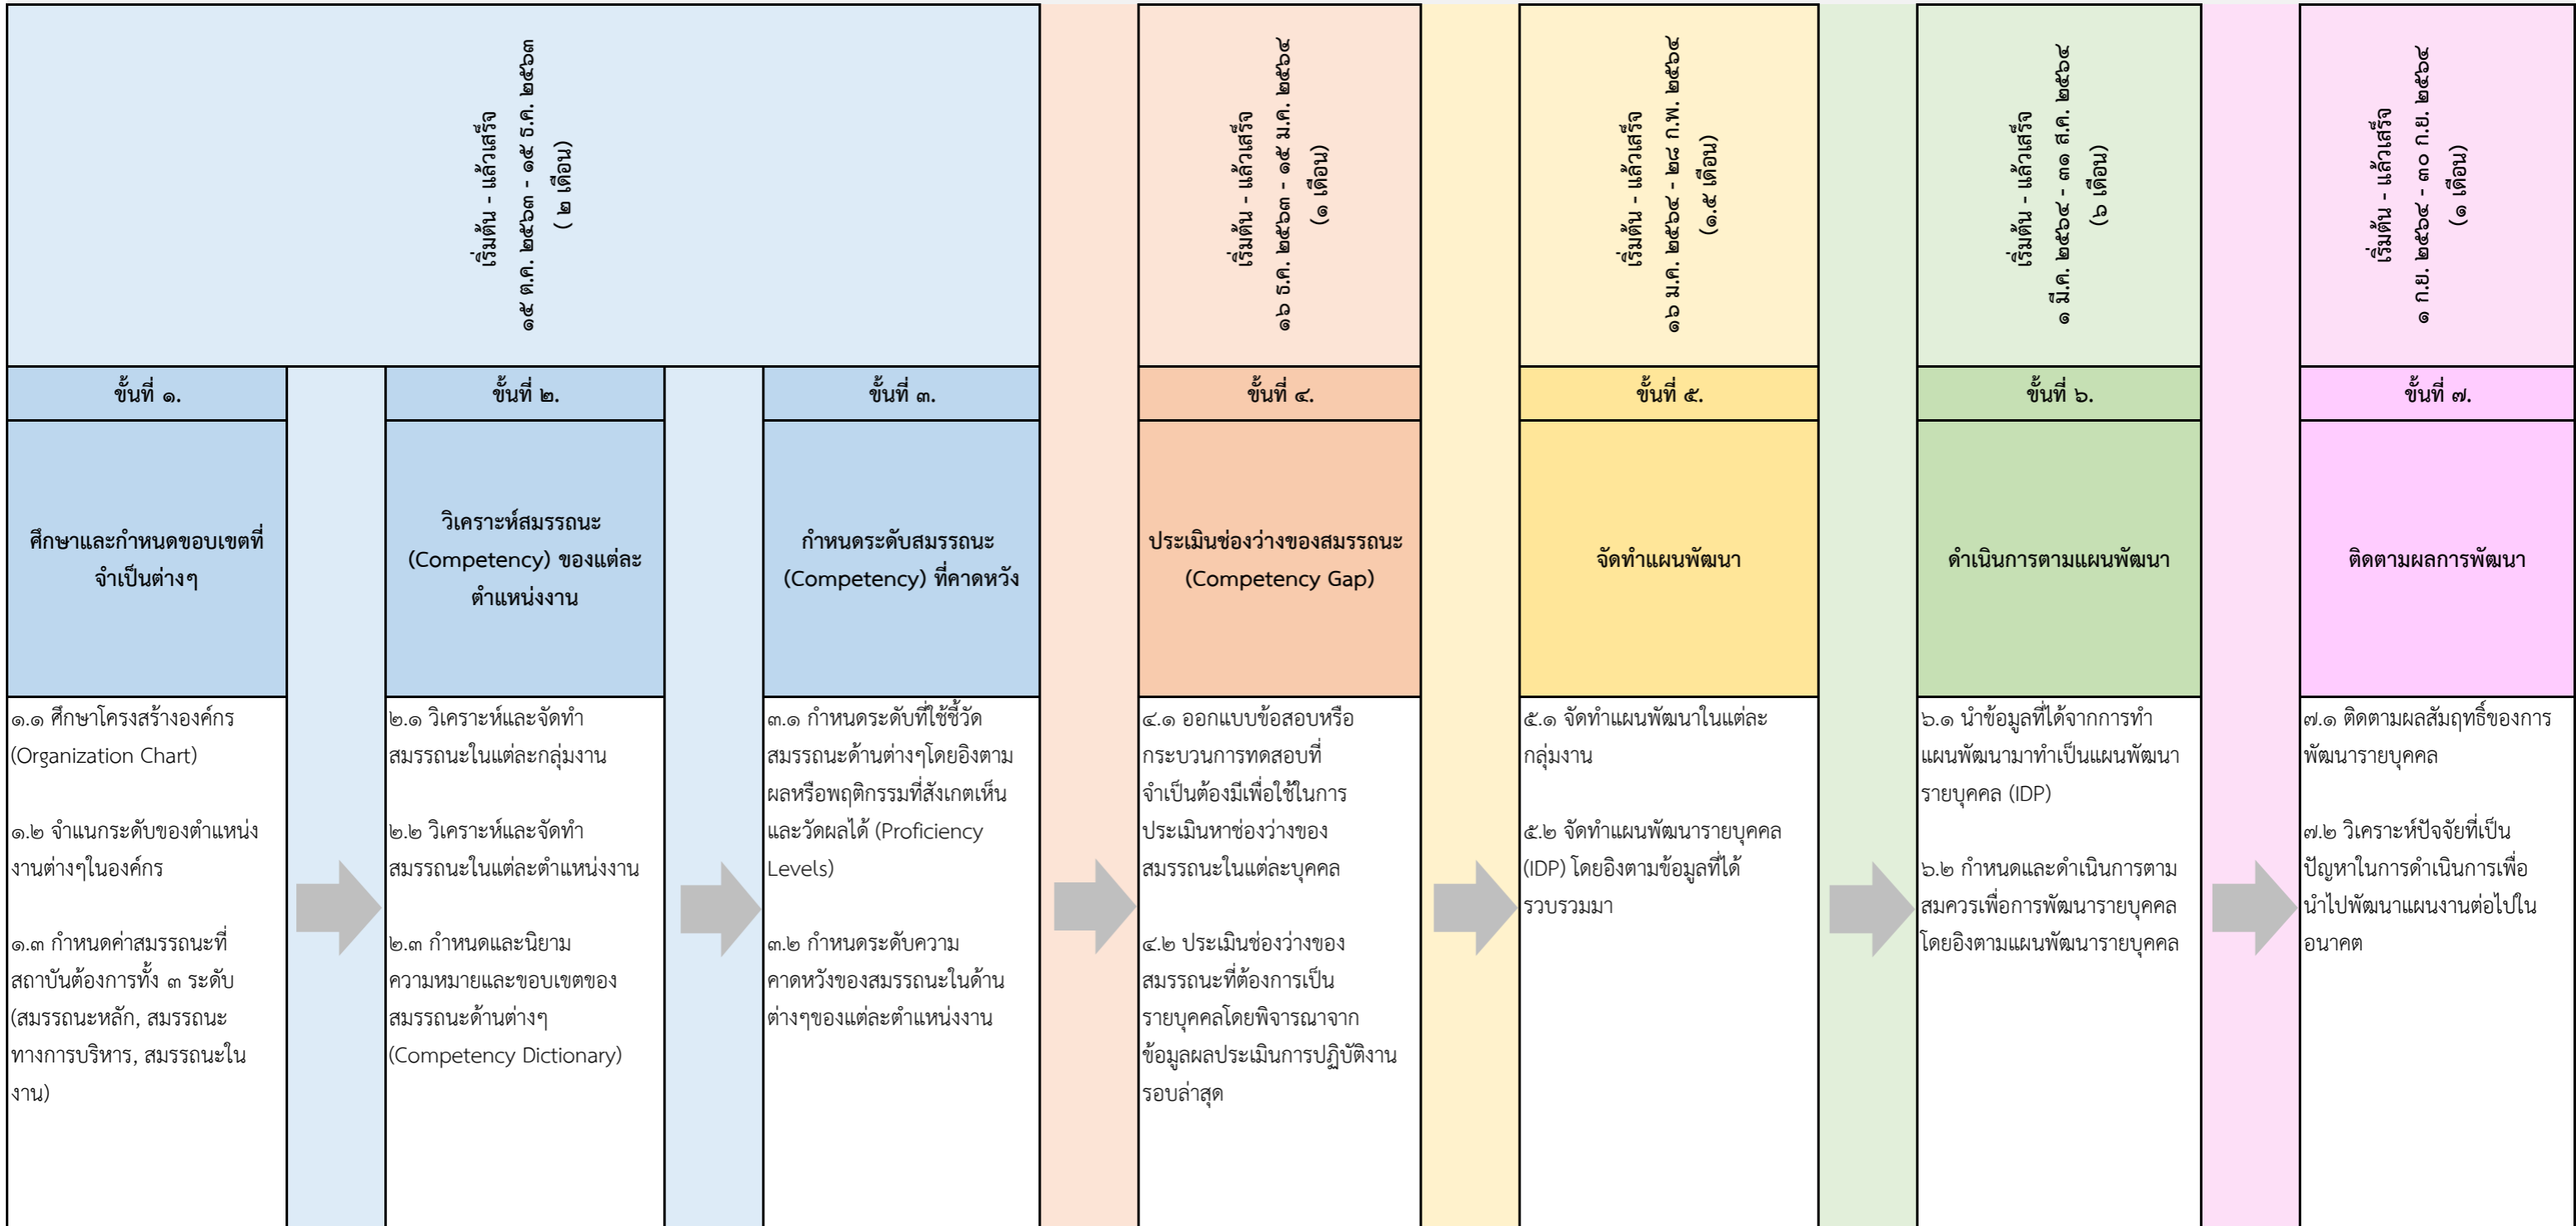 เริ่มต้น - แล้วเสร็จ
๑๕ ต.ค. ๒๕๖๓ - ๑๕ ธ.ค. ๒๕๖๓
( ๒ เดือน)
เริ่มต้น - แล้วเสร็จ
๑๖ ธ.ค. ๒๕๖๓ - ๑๕ ม.ค. ๒๕๖๔
(๑ เดือน)
เริ่มต้น - แล้วเสร็จ
๑๖ ม.ค. ๒๕๖๔ - ๒๘ ก.พ. ๒๕๖๔
(๑.๕ เดือน)
เริ่มต้น - แล้วเสร็จ
๑ มี.ค. ๒๕๖๔ - ๓๑ ส.ค. ๒๕๖๔
(๖ เดือน)
เริ่มต้น - แล้วเสร็จ
๑ ก.ย. ๒๕๖๔ - ๓๐ ก.ย. ๒๕๖๔
(๑ เดือน)
ขั้นที่ ๑.
ศึกษาและกำหนดขอบเขตที่
จำเป็นต่างๆ
๑.๑ ศึกษาโครงสร้างองค์กร
(Organization Chart)
๑.๒ จำแนกระดับของตำแหน่ง
งานต่างๆในองค์กร
๑.๓ กำหนดค่าสมรรถนะที่
สถาบันต้องการทั้ง ๓ ระดับ
(สมรรถนะหลัก, สมรรถนะ
ทางการบริหาร, สมรรถนะใน
งาน)
ขั้นที่ ๒.
วิเคราะห์สมรรถนะ
(Competency) ของแต่ละ
ตำแหน่งงาน
๒.๑ วิเคราะห์และจัดทำ
สมรรถนะในแต่ละกลุ่มงาน
๒.๒ วิเคราะห์และจัดทำ
สมรรถนะในแต่ละตำแหน่งงาน
๒.๓ กำหนดและนิยาม
ความหมายและขอบเขตของ
สมรรถนะด้านต่างๆ
(Competency Dictionary)
ขั้นที่ ๓.
กำหนดระดับสมรรถนะ
(Competency) ที่คาดหวัง
๓.๑ กำหนดระดับที่ใช้ชี้วัด
สมรรถนะด้านต่างๆโดยอิงตาม
ผลหรือพฤติกรรมที่สังเกตเห็น
และวัดผลได้ (Proficiency
Levels)
๓.๒ กำหนดระดับความ
คาดหวังของสมรรถนะในด้าน
ต่างๆของแต่ละตำแหน่งงาน
ขั้นที่ ๔.
ประเมินช่องว่างของสมรรถนะ
(Competency Gap)
๔.๑ ออกแบบข้อสอบหรือ
กระบวนการทดสอบที่
จำเป็นต้องมีเพื่อใช้ในการ
ประเมินหาช่องว่างของ
สมรรถนะในแต่ละบุคคล
๔.๒ ประเมินช่องว่างของ
สมรรถนะที่ต้องการเป็น
รายบุคคลโดยพิจารณาจาก
ข้อมูลผลประเมินการปฏิบัติงาน
รอบล่าสุด
ขั้นที่ ๕.
จัดทำแผนพัฒนา
๕.๑ จัดทำแผนพัฒนาในแต่ละ
กลุ่มงาน
๕.๒ จัดทำแผนพัฒนารายบุคคล
(IDP) โดยอิงตามข้อมูลที่ได้
รวบรวมมา
ขั้นที่ ๖.
ดำเนินการตามแผนพัฒนา
๖.๑ นำข้อมูลที่ได้จากการทำ
แผนพัฒนามาทำเป็นแผนพัฒนา
รายบุคคล (IDP)
๖.๒ กำหนดและดำเนินการตาม
สมควรเพื่อการพัฒนารายบุคคล
โดยอิงตามแผนพัฒนารายบุคคล
ขั้นที่ ๗.
ติดตามผลการพัฒนา
๗.๑ ติดตามผลสัมฤทธิ์ของการ
พัฒนารายบุคคล
๗.๒ วิเคราะห์ปัจจัยที่เป็น
ปัญหาในการดำเนินการเพื่อ
นำไปพัฒนาแผนงานต่อไปใน
อนาคต